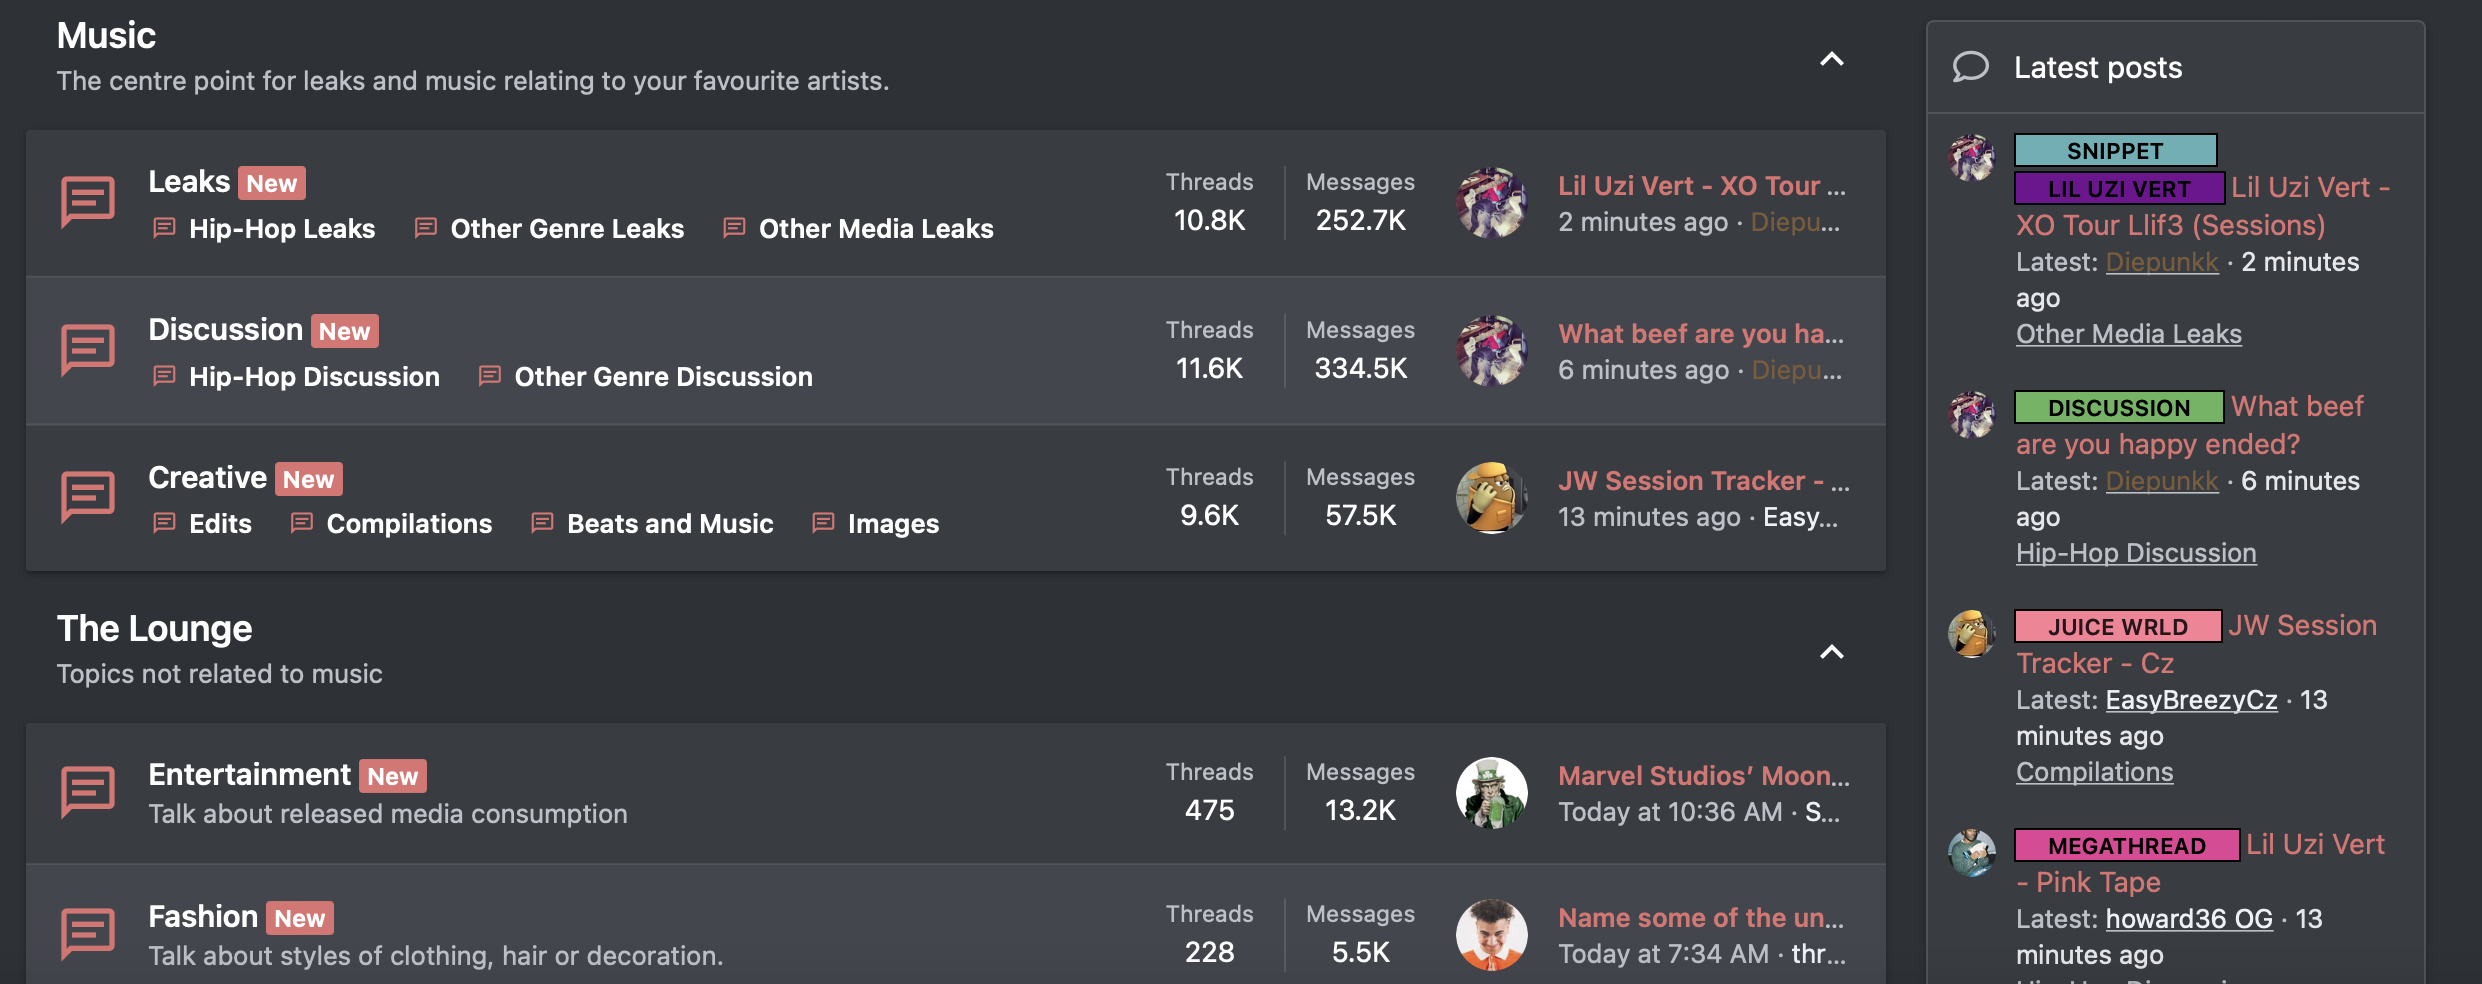 Music
The centre point for leaks and music relating to your favourite artists.
Leaks New
Hip-Hop Leaks Other Genre Leaks Other Media Leaks
Threads
10.8K
Messages
252.7K
Lil Uzi Vert - XO Tour ...
2 minutes ago · Diepu...
Discussion New
Hip-Hop Discussion Other Genre Discussion
Threads
11.6K
Messages
334.5K
What beef are you ha...
6 minutes ago · Diepu...
Creative New
Edits Compilations Beats and Music Images
Threads
9.6K
Messages
57.5K
JW Session Tracker - ...
13 minutes ago · Easy...
The Lounge
Topics not related to music
Entertainment New
Talk about released media consumption
Threads
475
Messages
13.2K
Marvel Studios’ Moon...
Today at 10:36 AM · S...
Fashion New
Talk about styles of clothing, hair or decoration.
Threads
228
Messages
5.5K
Name some of the un...
Today at 7:34 AM · thr...
Latest posts
SNIPPET
LIL UZI VERT Lil Uzi Vert -
XO Tour Llif3 (Sessions)
Latest: Diepunkk · 2 minutes
ago
Other Media Leaks
DISCUSSION What beef
are you happy ended?
Latest: Diepunkk · 6 minutes
ago
Hip-Hop Discussion
JUICE WRLD JW Session
Tracker - Cz
Latest: EasyBreezyCz · 13
minutes ago
Compilations
MEGATHREAD Lil Uzi Vert
- Pink Tape
Latest: howard36 OG · 13
minutes ago